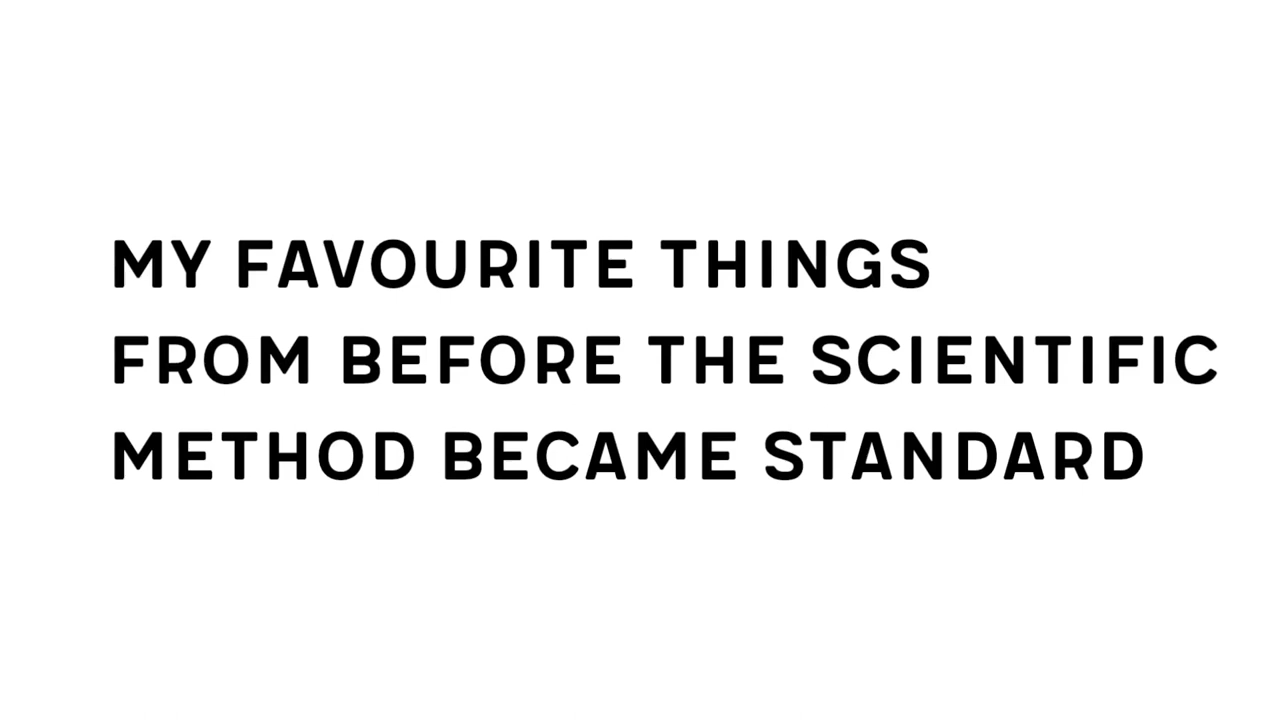 MY FAVOURITE THINGS
FROM BEFORE THE SCIENTIFIC
METHOD BECAME STANDARD